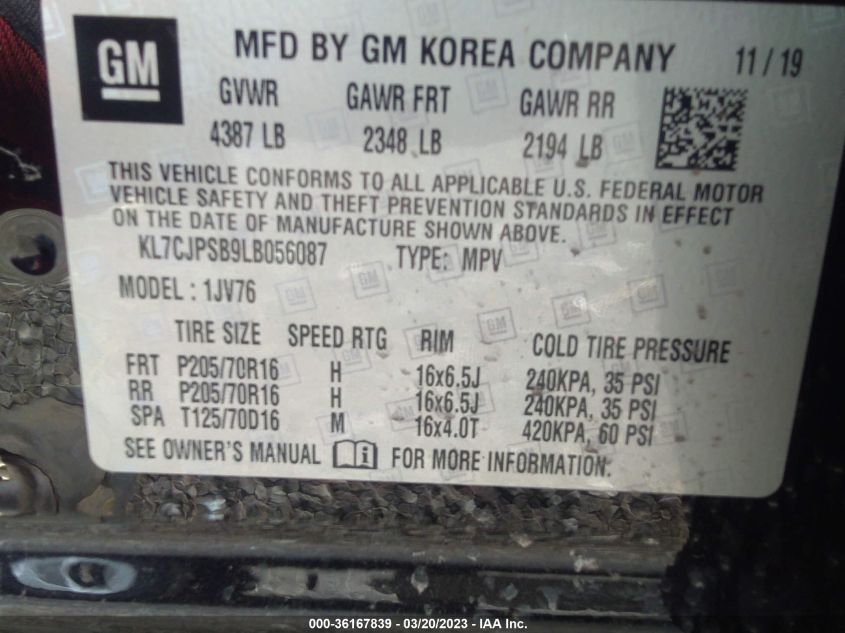 GM MFD BY GM KOREA COMPANY 11/19
GVWR GAWR FRT GAWR RR
4387 LB 2348 LB 2194 LB
THIS VEHICLE CONFORMS TO ALL APPLICABLE U.S. FEDERAL MOTOR
VEHICLE SAFETY AND THEFT PREVENTION STANDARDS IN EFFECT
ON THE DATE OF MANUFACTURE SHOWN ABOVE.
KL7CJPSB9LB056087 TYPE: MPV
MODEL : 1JV76
TIRE SIZE SPEED RTG RIM COLD TIRE PRESSURE
FRT P205/70R16 H 16x6.5J 240KPA, 35 PSI
RR P205/70R16 H 16x6.5J 240KPA, 35 PSI
SPA T125/70D16 M 16x4.0T 420KPA, 60 PSI
SEE OWNER'S MANUAL i FOR MORE INFORMATION.
000-36167839 - 03/20/2023 - IAA Inc.